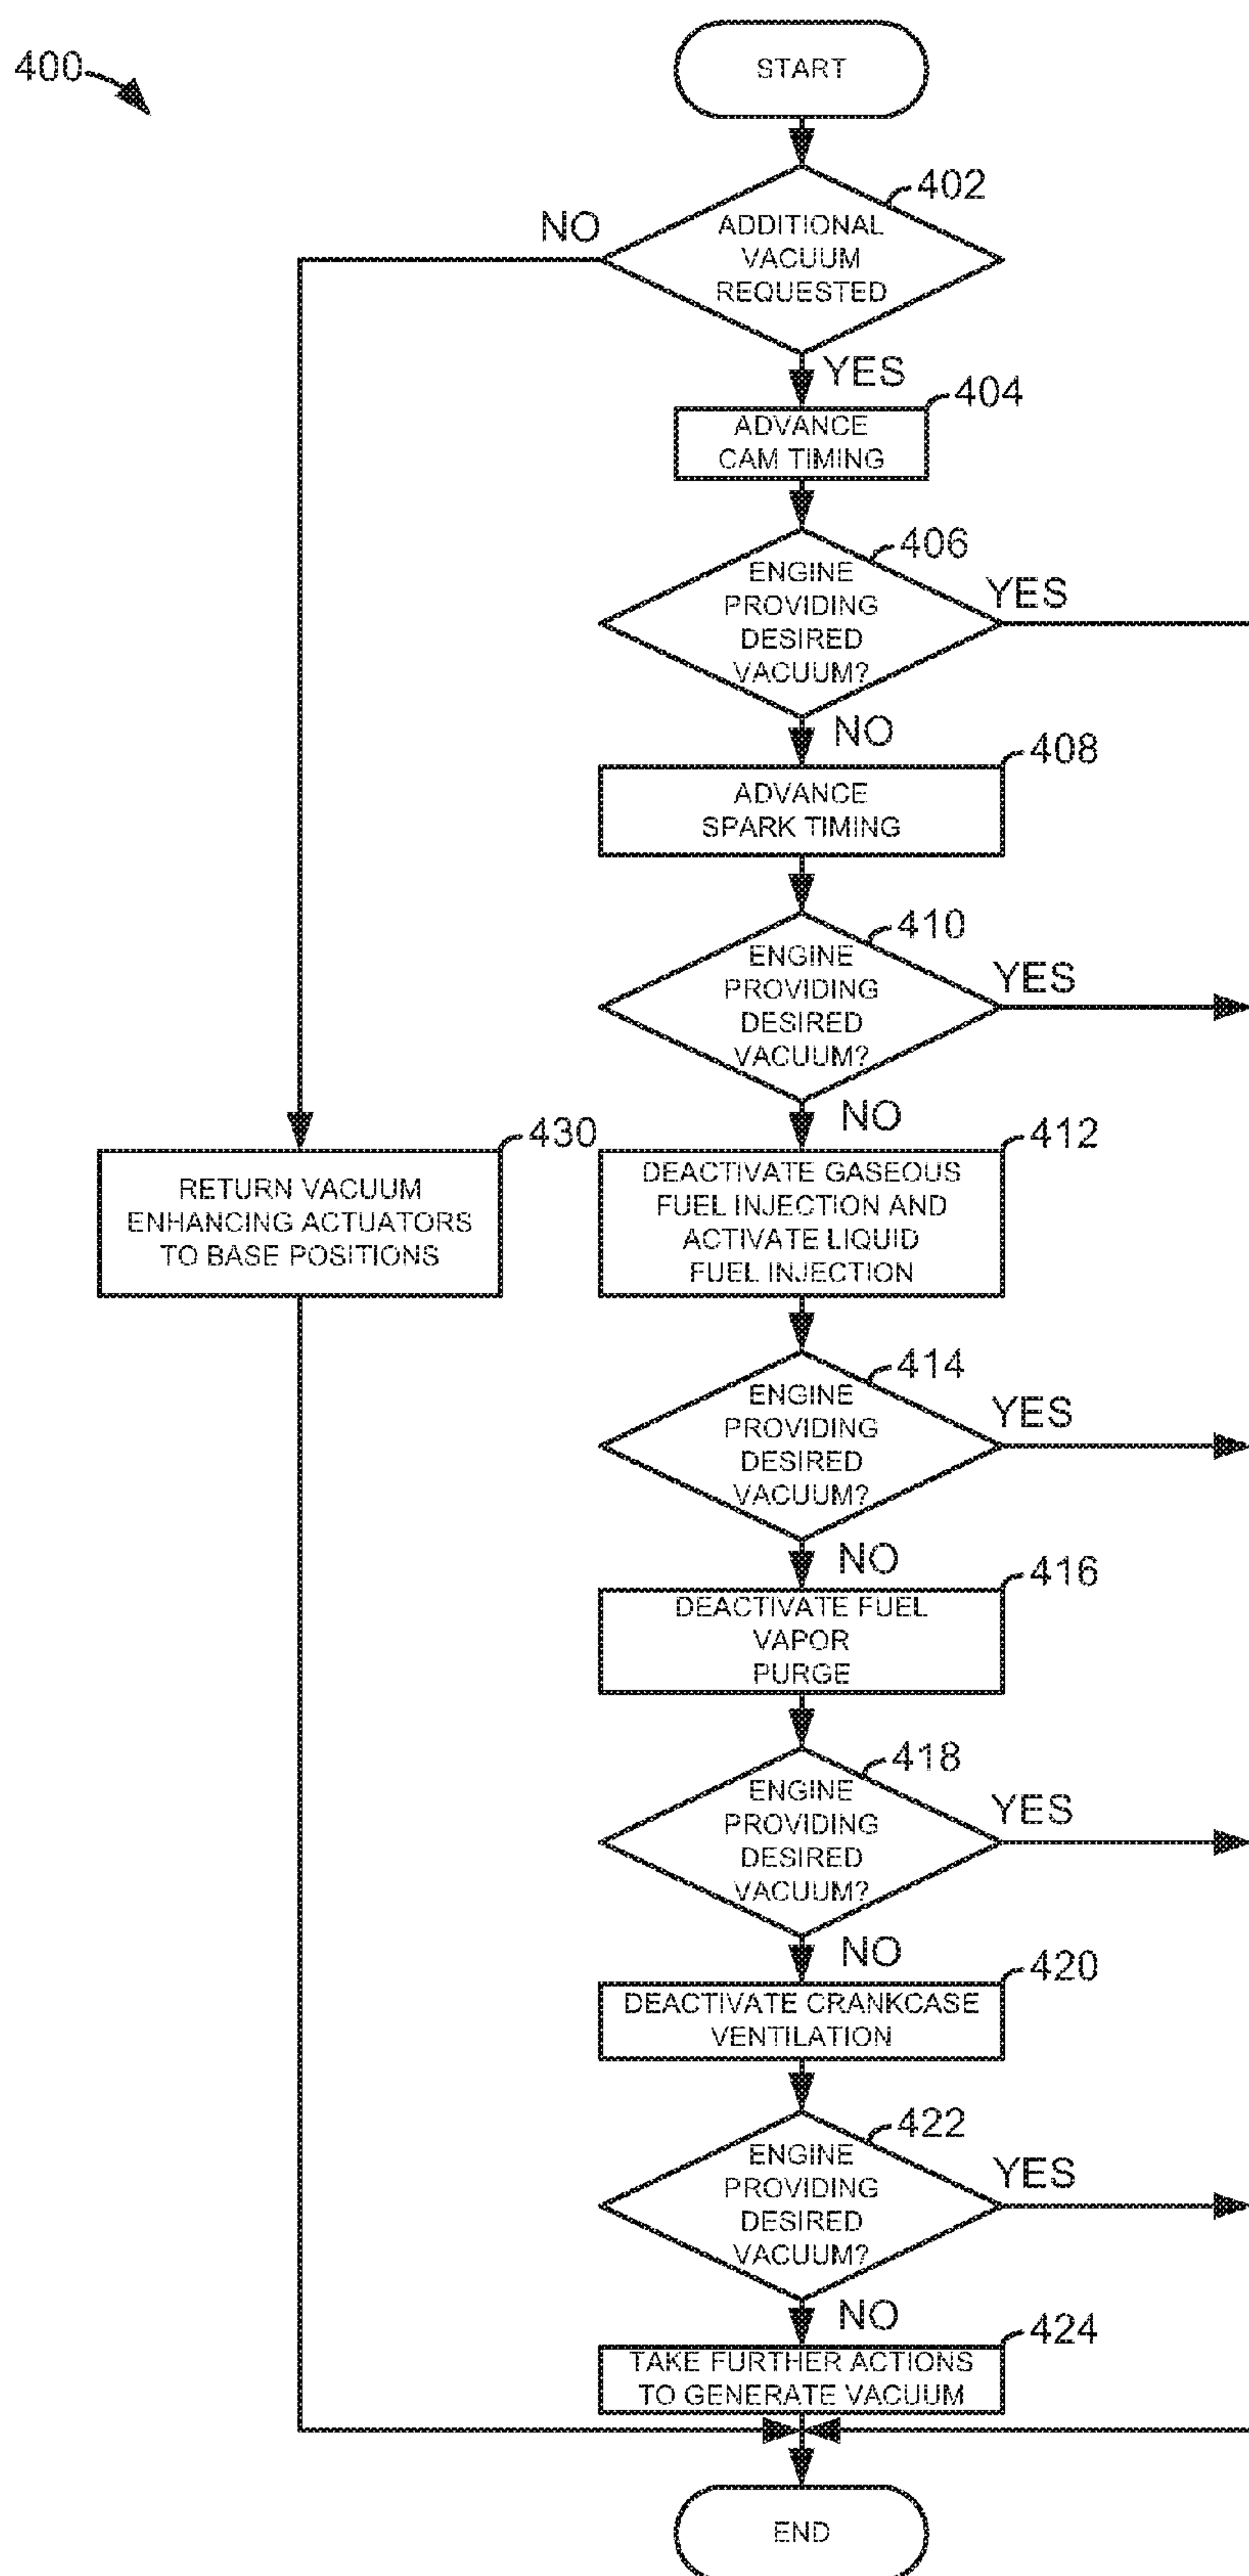 400
START
402
NO
ADDITIONAL
VACUUM
REQUESTED
YES
404
ADVANCE
CAM TIMING
406
ENGINE
PROVIDING
DESIRED
VACUUM?
YES
NO
408
ADVANCE
SPARK TIMING
410
ENGINE
PROVIDING
DESIRED
VACUUM?
YES
NO
430
RETURN VACUUM
ENHANCING ACTUATORS
TO BASE POSITIONS
412
DEACTIVATE GASEOUS
FUEL INJECTION AND
ACTIVATE LIQUID
FUEL INJECTION
414
ENGINE
PROVIDING
DESIRED
VACUUM?
YES
NO
416
DEACTIVATE FUEL
VAPOR
PURGE
418
ENGINE
PROVIDING
DESIRED
VACUUM?
YES
NO
420
DEACTIVATE CRANKCASE
VENTILATION
422
ENGINE
PROVIDING
DESIRED
VACUUM?
YES
NO
424
TAKE FURTHER ACTIONS
TO GENERATE VACUUM
END